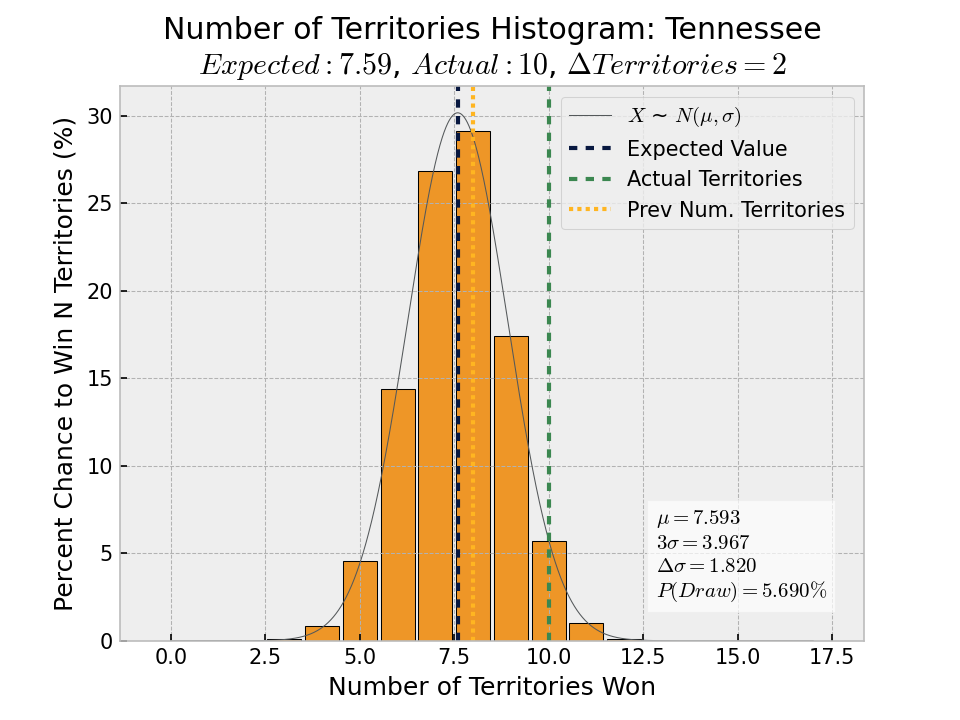 Number of Territories Histogram: Tennessee
Expected : 7.59, Actual : 10, ΔTerritories = 2
Percent Chance to Win N Territories (%)
30
25
20
15
10
5
0
X ~ N(μ, σ)
Expected Value
Actual Territories
Prev Num. Territories
μ = 7.593
3σ = 3.967
Δσ = 1.820
P(Draw) = 5.690%
0.0 2.5 5.0 7.5 10.0 12.5 15.0 17.5
Number of Territories Won